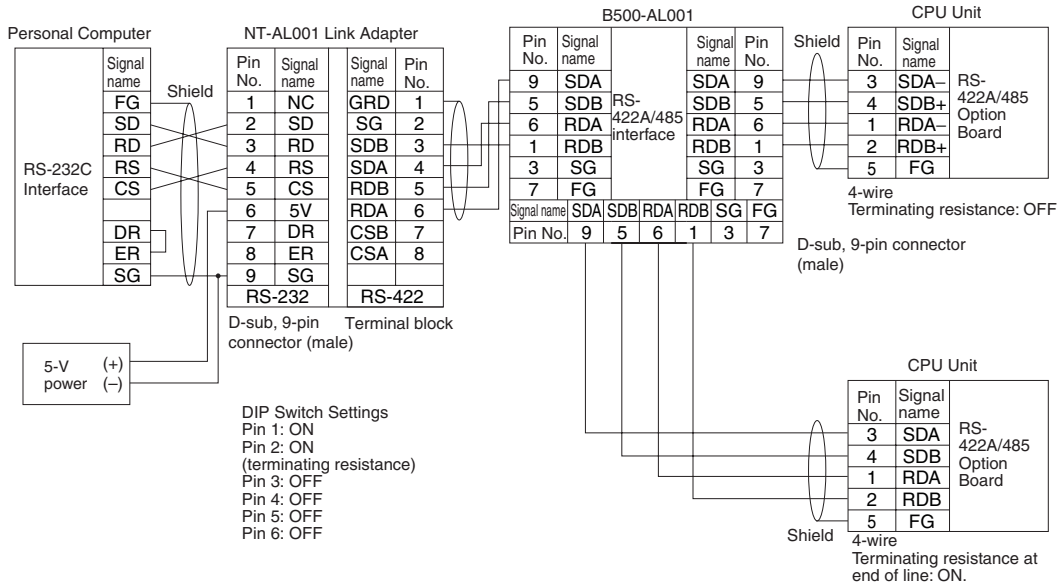 Personal Computer
RS-232C
Interface
Signal
name
FG
SD
RD
RS
CS
DR
ER
SG
Shield
NT-AL001 Link Adapter
Pin No. Signal name Signal name Pin No.
1 NC GRD 1
2 SD SG 2
3 RD SDB 3
4 RS SDA 4
5 CS RDB 5
6 5V RDA 6
7 DR CSB 7
8 ER CSA 8
9 SG
RS-232 RS-422
D-sub, 9-pin
connector (male)
Terminal block
5-V
power
(+)
(–)
DIP Switch Settings
Pin 1: ON
Pin 2: ON
(terminating resistance)
Pin 3: OFF
Pin 4: OFF
Pin 5: OFF
Pin 6: OFF
B500-AL001
Pin No. Signal name Signal name Pin No.
9 SDA SDA 9
5 SDB SDB 5
6 RDA RDA 6
1 RDB RDB 1
3 SG SG 3
7 FG FG 7
RS-
422A/485
interface
Signal name SDA SDB RDA RDB SG FG
Pin No. 9 5 6 1 3 7
Shield
CPU Unit
Pin No. Signal name
3 SDA–
4 SDB+
1 RDA–
2 RDB+
5 FG
RS-
422A/485
Option
Board
4-wire
Terminating resistance: OFF
D-sub, 9-pin connector
(male)
CPU Unit
Pin No. Signal name
3 SDA
4 SDB
1 RDA
2 RDB
5 FG
RS-
422A/485
Option
Board
Shield
4-wire
Terminating resistance at
end of line: ON.